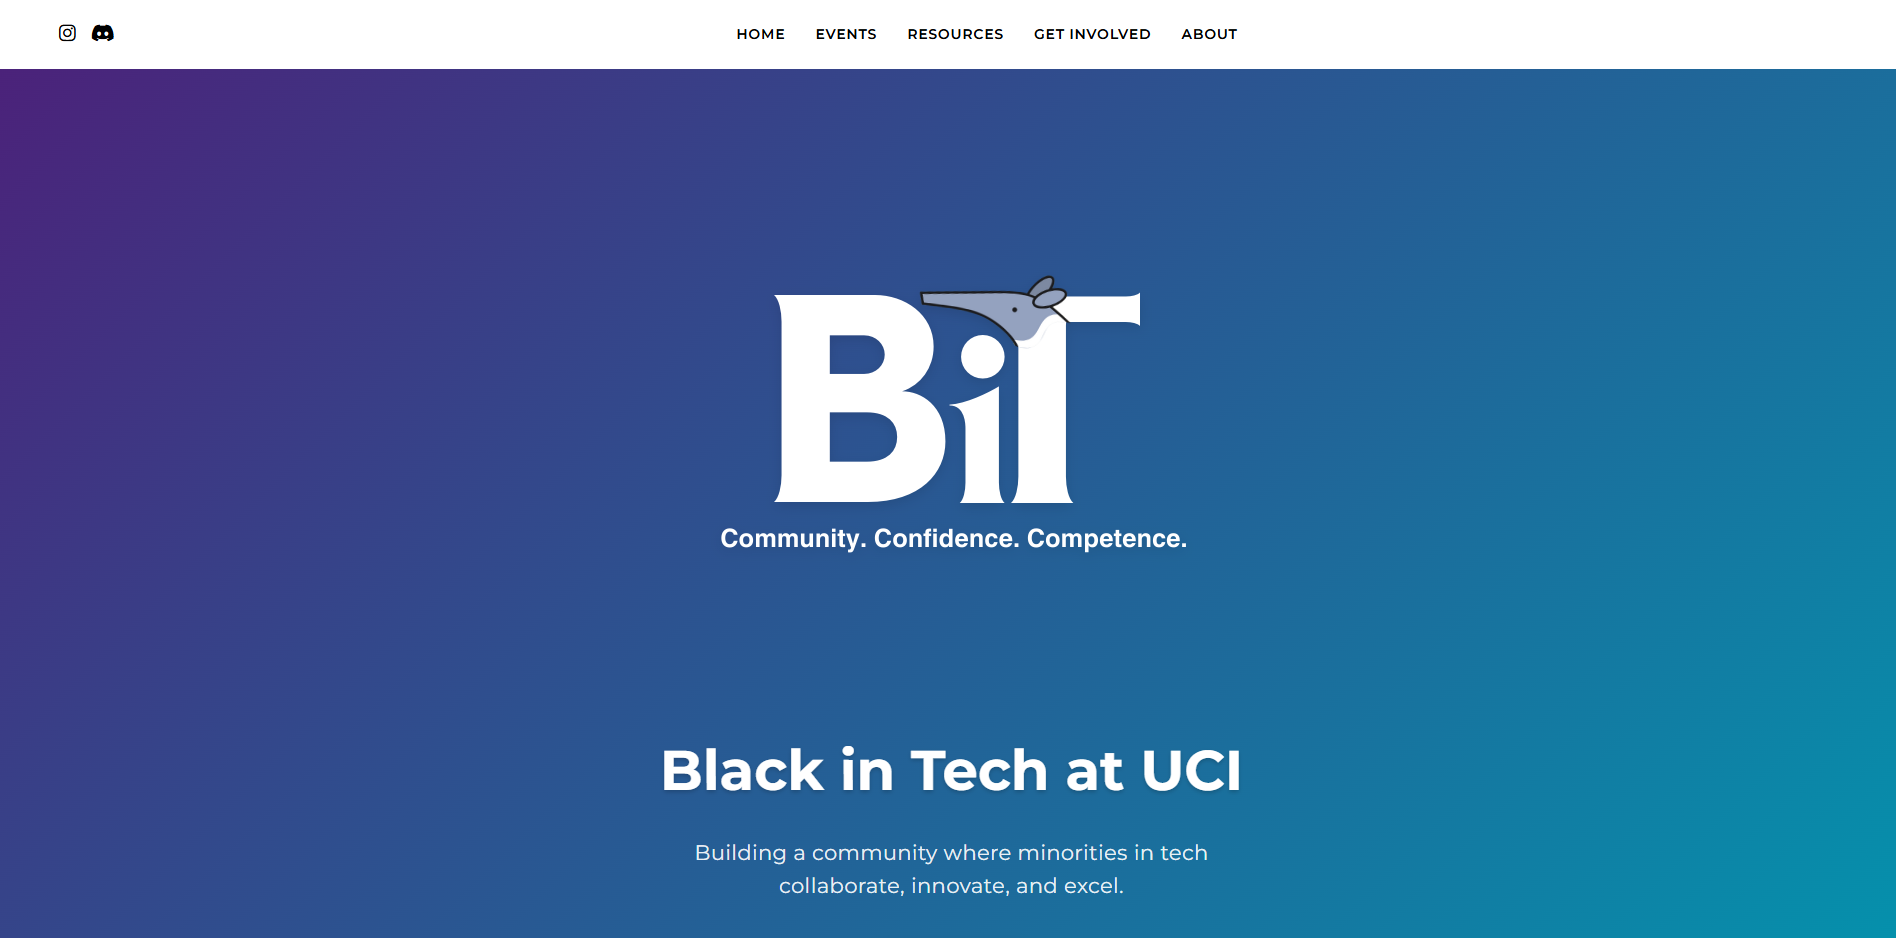 HOME EVENTS RESOURCES GET INVOLVED ABOUT
BiT
Community. Confidence. Competence.
Black in Tech at UCI
Building a community where minorities in tech
collaborate, innovate, and excel.